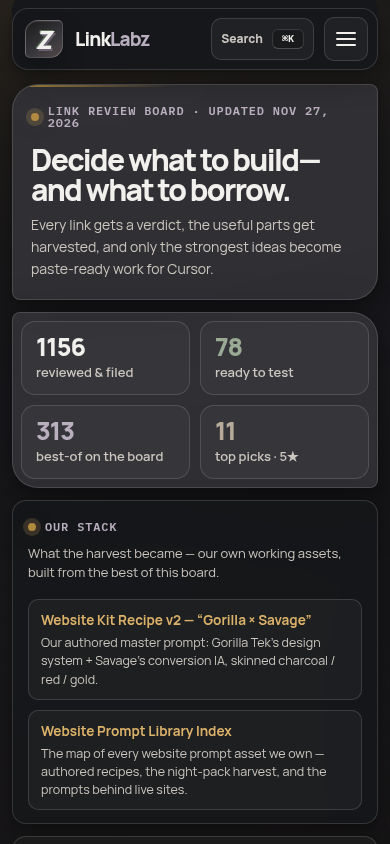 Z LinkLabz Search ⌘K
LINK REVIEW BOARD · UPDATED NOV 27,
2026
Decide what to build—
and what to borrow.
Every link gets a verdict, the useful parts get
harvested, and only the strongest ideas become
paste-ready work for Cursor.
1156
reviewed & filed
78
ready to test
313
best-of on the board
11
top picks · 5★
OUR STACK
What the harvest became — our own working assets,
built from the best of this board.
Website Kit Recipe v2 — “Gorilla × Savage”
Our authored master prompt: Gorilla Tek's design
system + Savage's conversion IA, skinned charcoal /
red / gold.
Website Prompt Library Index
The map of every website prompt asset we own —
authored recipes, the night-pack harvest, and the
prompts behind live sites.